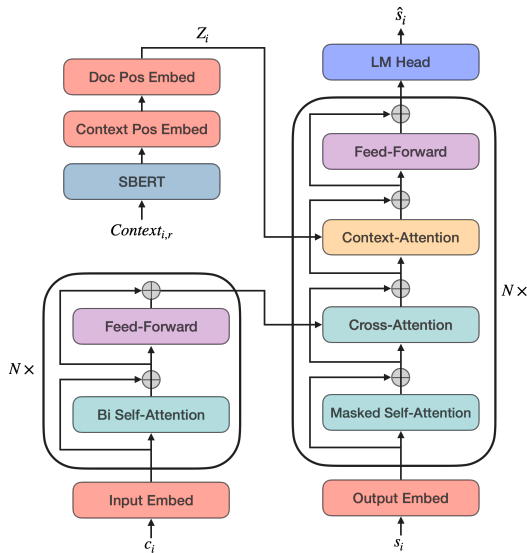 Z_i
ŝ_i
Doc Pos Embed
LM Head
Context Pos Embed
SBERT
Context_{i,r}
Feed-Forward
Context-Attention
Cross-Attention
Masked Self-Attention
N×
Output Embed
s_i
Feed-Forward
N×
Bi Self-Attention
Input Embed
c_i